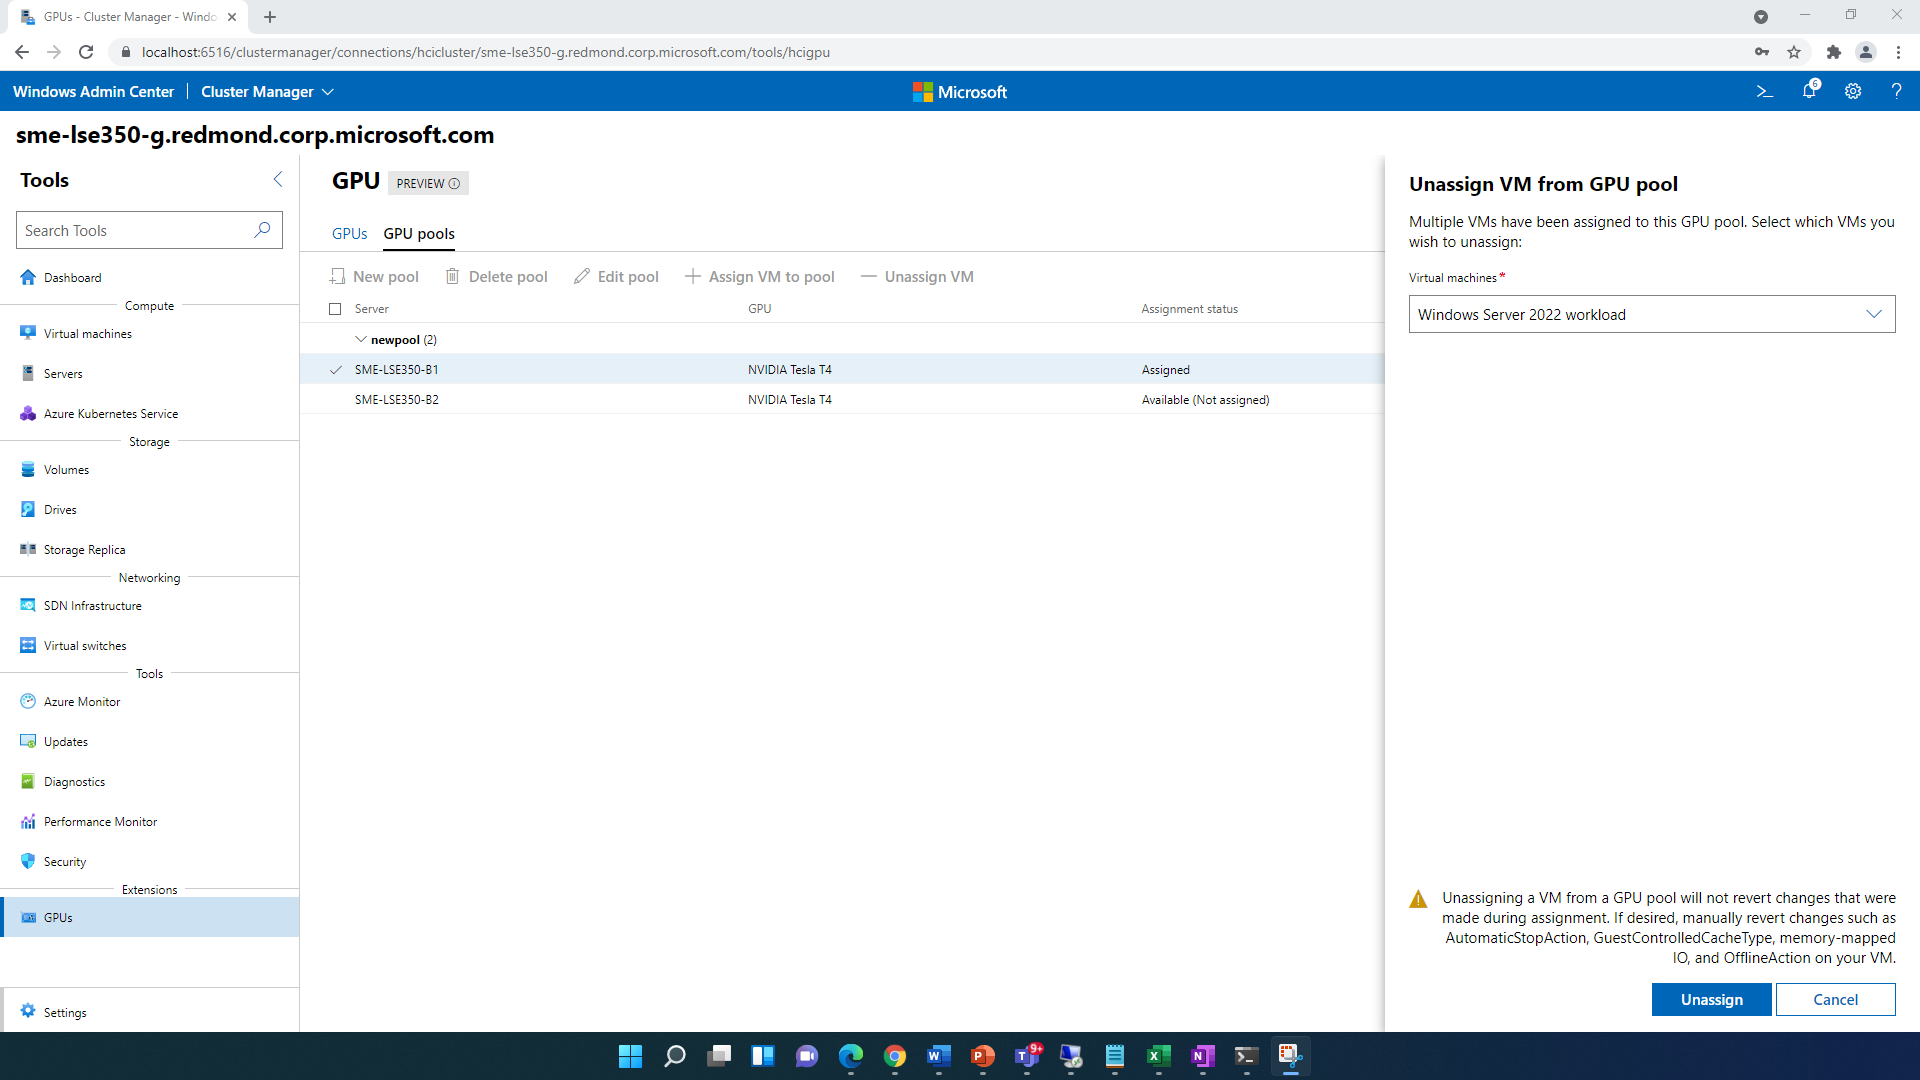 GPUs - Cluster Manager - Windo
localhost:6516/clustermanager/connections/hcicluster/sme-lse350-g.redmond.corp.microsoft.com/tools/hcigpu
Windows Admin Center
Cluster Manager
Microsoft
6
sme-lse350-g.redmond.corp.microsoft.com
Tools
Search Tools
Dashboard
Compute
Virtual machines
Servers
Azure Kubernetes Service
Storage
Volumes
Drives
Storage Replica
Networking
SDN Infrastructure
Virtual switches
Tools
Azure Monitor
Updates
Diagnostics
Performance Monitor
Security
Extensions
GPUs
Settings
GPU
PREVIEW
GPUs
GPU pools
New pool
Delete pool
Edit pool
Assign VM to pool
Unassign VM
Server GPU Assignment status
newpool (2)
SME-LSE350-B1 NVIDIA Tesla T4 Assigned
SME-LSE350-B2 NVIDIA Tesla T4 Available (Not assigned)
Unassign VM from GPU pool
Multiple VMs have been assigned to this GPU pool. Select which VMs you
wish to unassign:
Virtual machines*
Windows Server 2022 workload
Unassigning a VM from a GPU pool will not revert changes that were
made during assignment. If desired, manually revert changes such as
AutomaticStopAction, GuestControlledCacheType, memory-mapped
IO, and OfflineAction on your VM.
Unassign
Cancel
9+